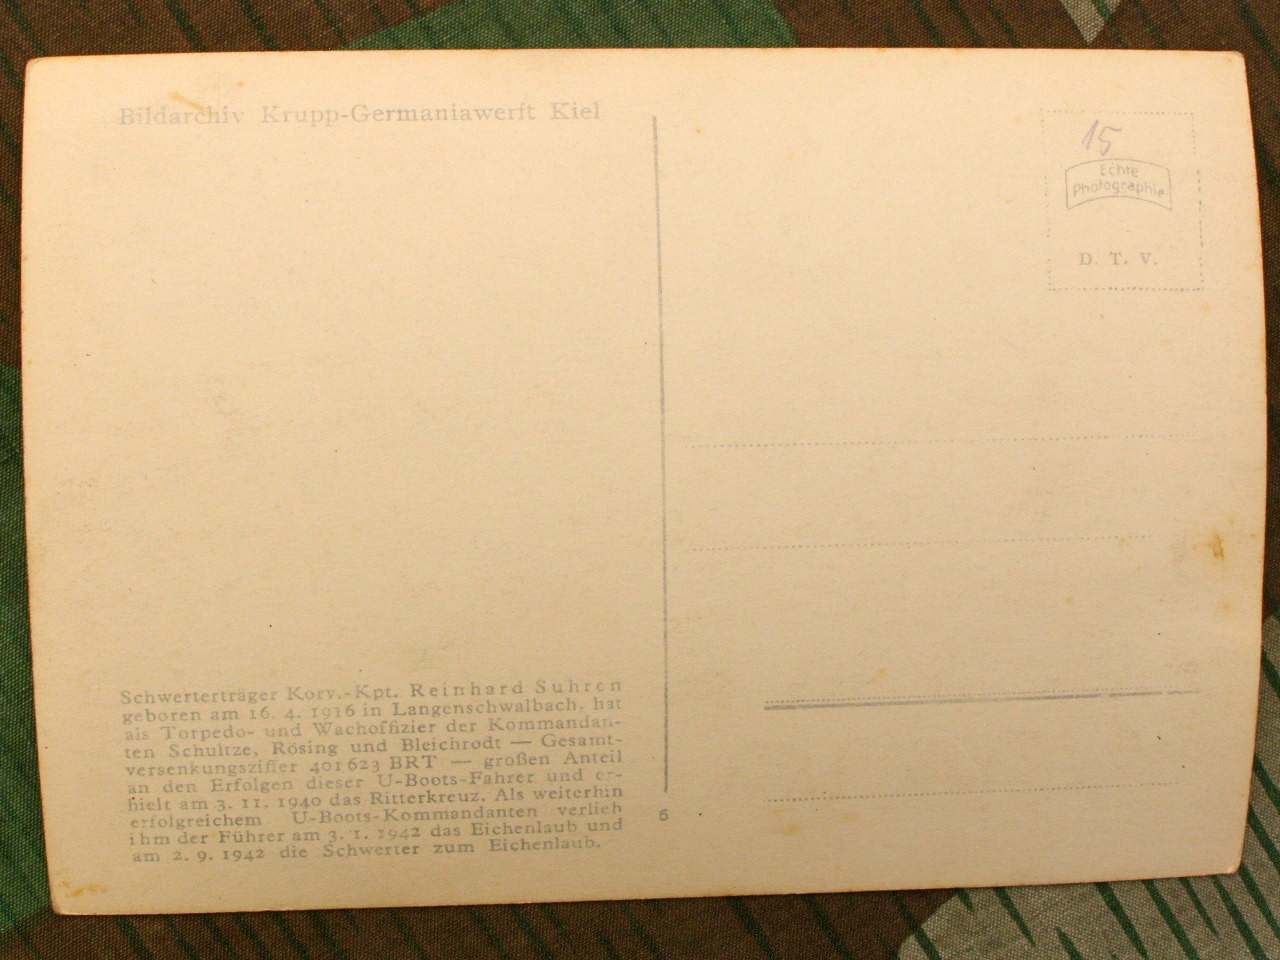 Bildarchiv Krupp-Germaniawerft Kiel
15
Echte
Photographie
D. T. V.
Schwerterträger Korv.-Kpt. Reinhard Suhren
geboren am 16. 4. 1916 in Langenschwalbach, hat
als Torpedo- und Wachoffizier der Kommandan-
ten Schultze, Rösing und Bleichrodt — Gesamt-
versenkungsziffer 401 623 BRT — großen Anteil
an den Erfolgen dieser U-Boots-Fahrer und er-
hielt am 3. 11. 1940 das Ritterkreuz. Als weiterhin
erfolgreichem U-Boots-Kommandanten verlieh
ihm der Führer am 3. 1. 1942 das Eichenlaub und
am 2. 9. 1942 die Schwerter zum Eichenlaub.
6